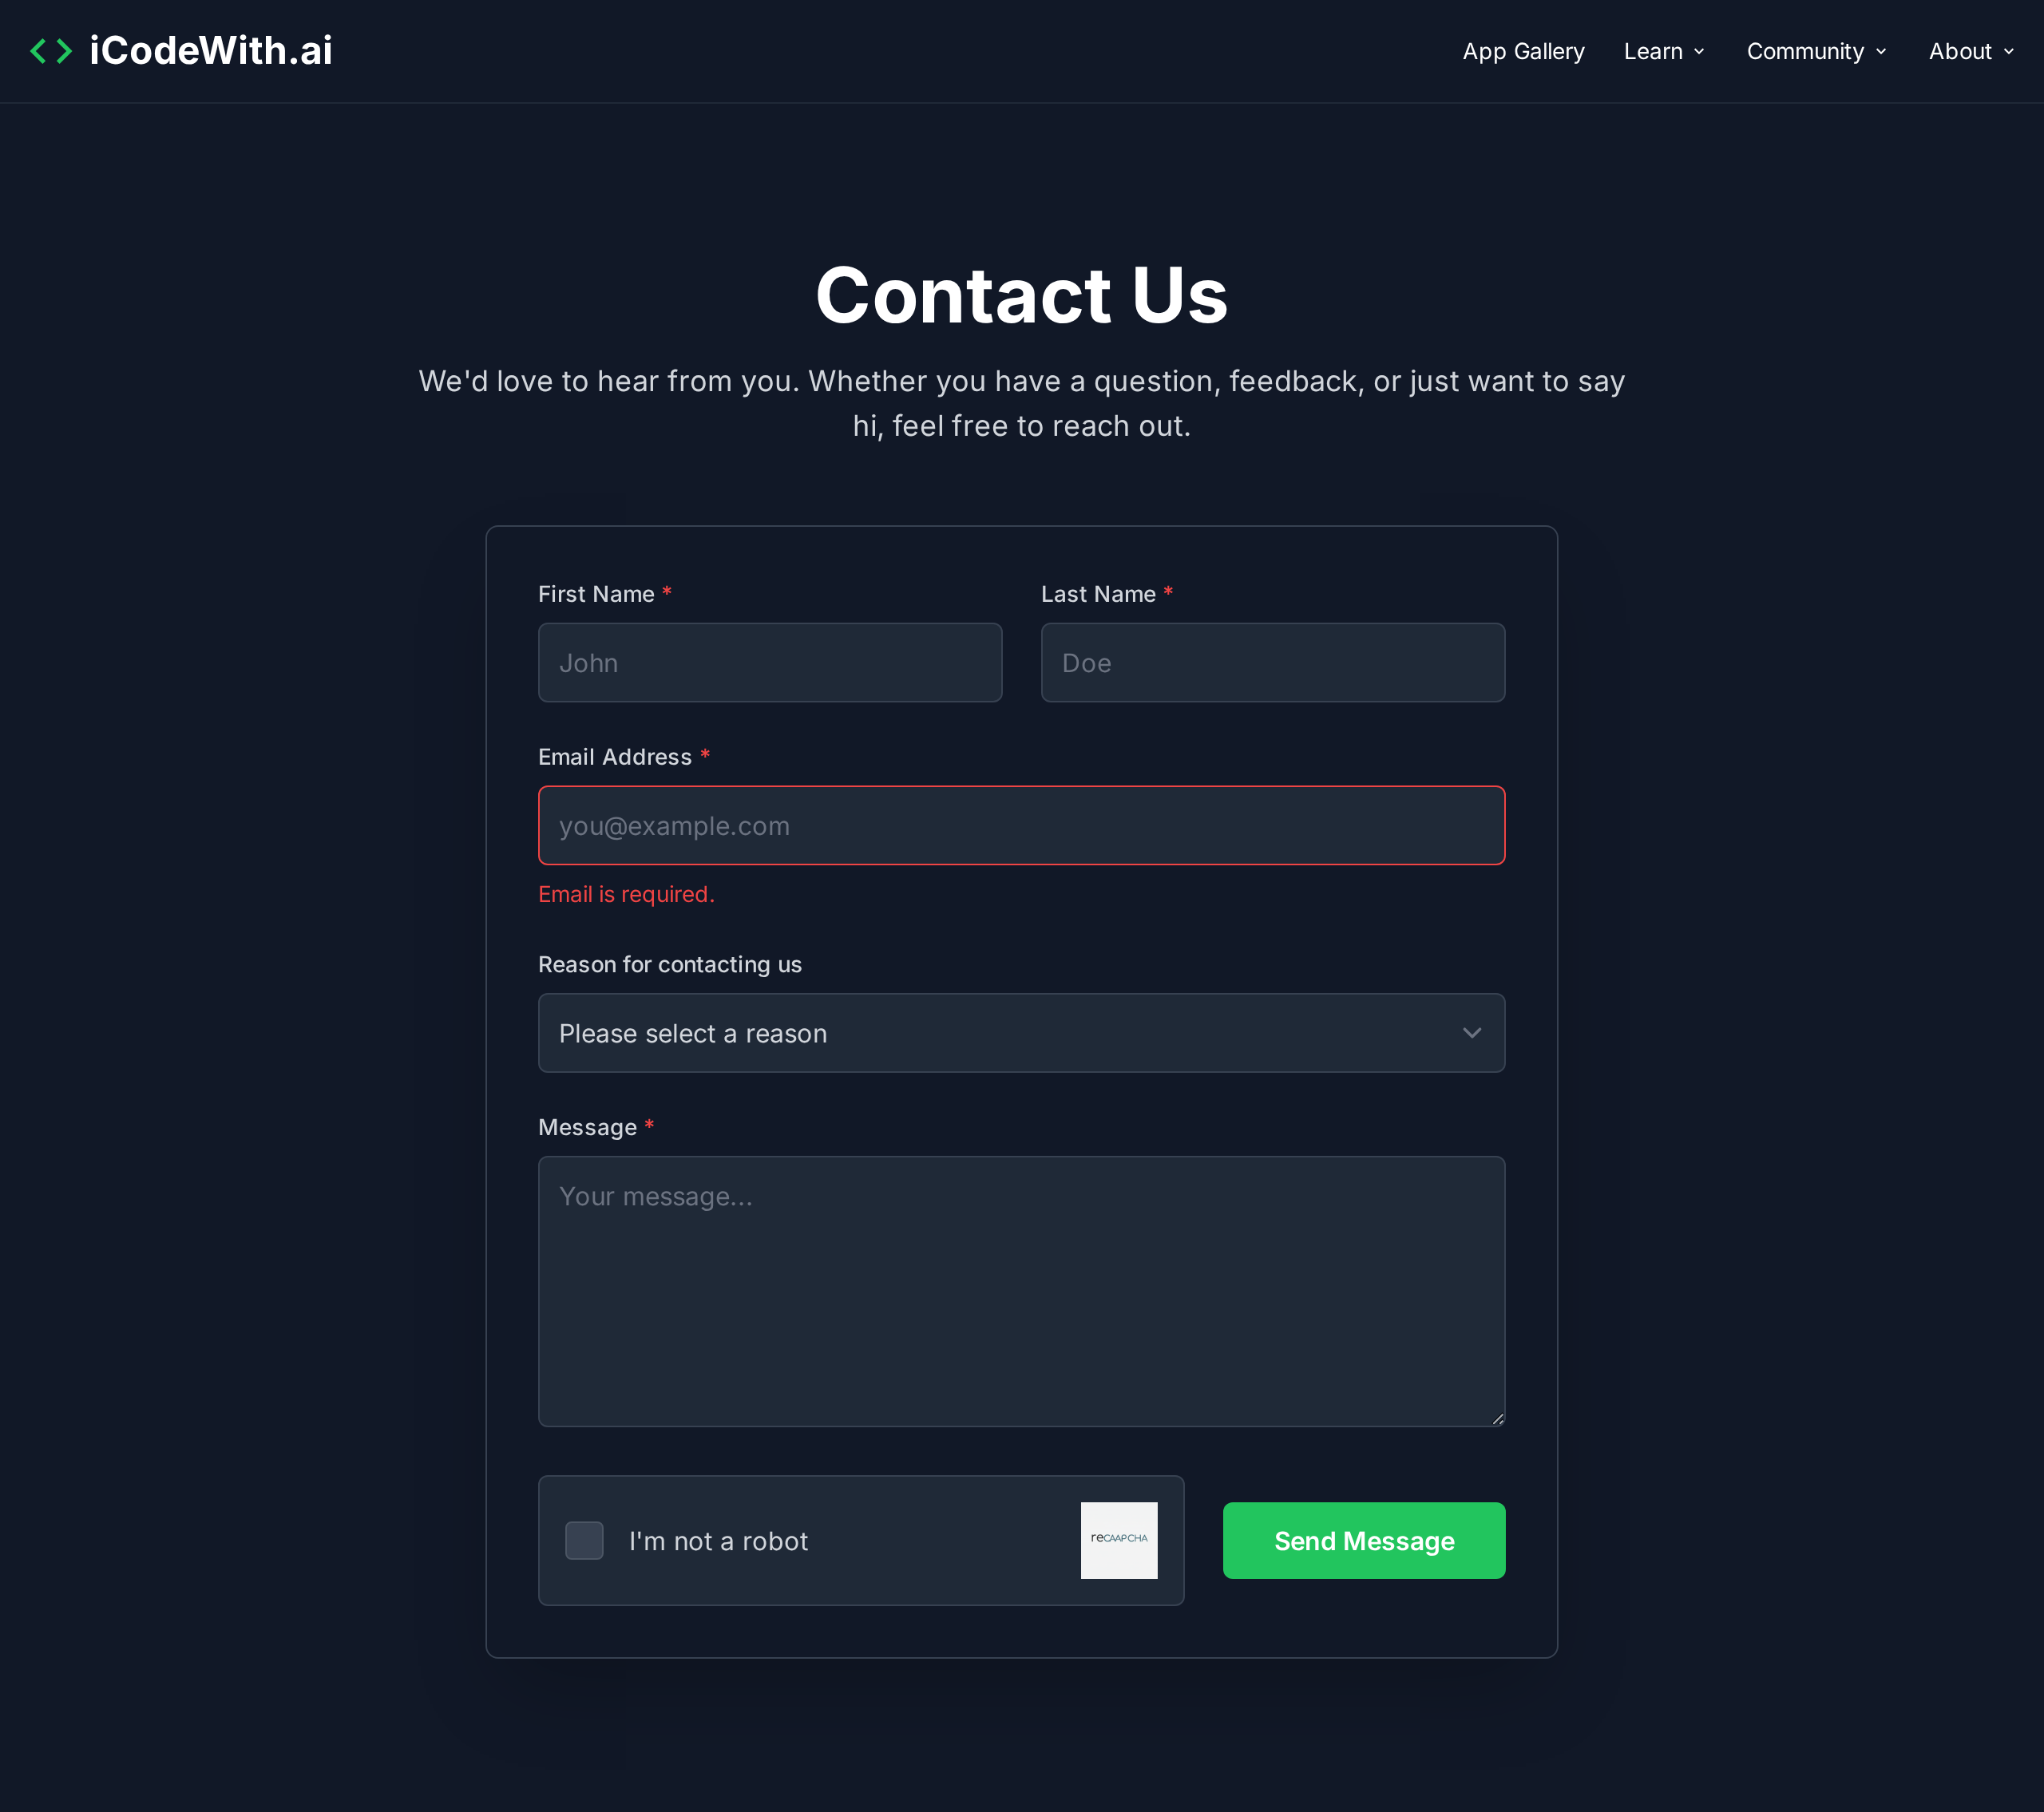 iCodeWith.ai
App Gallery
Learn
Community
About
Contact Us
We'd love to hear from you. Whether you have a question, feedback, or just want to say
hi, feel free to reach out.
First Name *
Last Name *
John
Doe
Email Address *
you@example.com
Email is required.
Reason for contacting us
Please select a reason
Message *
Your message...
I'm not a robot
reCAAPCHA
Send Message